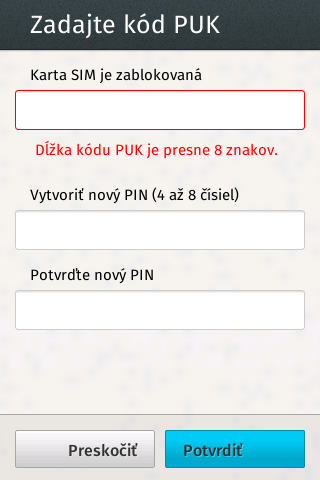 Zadajte kód PUK
Karta SIM je zablokovaná
Dĺžka kódu PUK je presne 8 znakov.
Vytvoriť nový PIN (4 až 8 čísiel)
Potvrďte nový PIN
Preskočiť
Potvrdiť